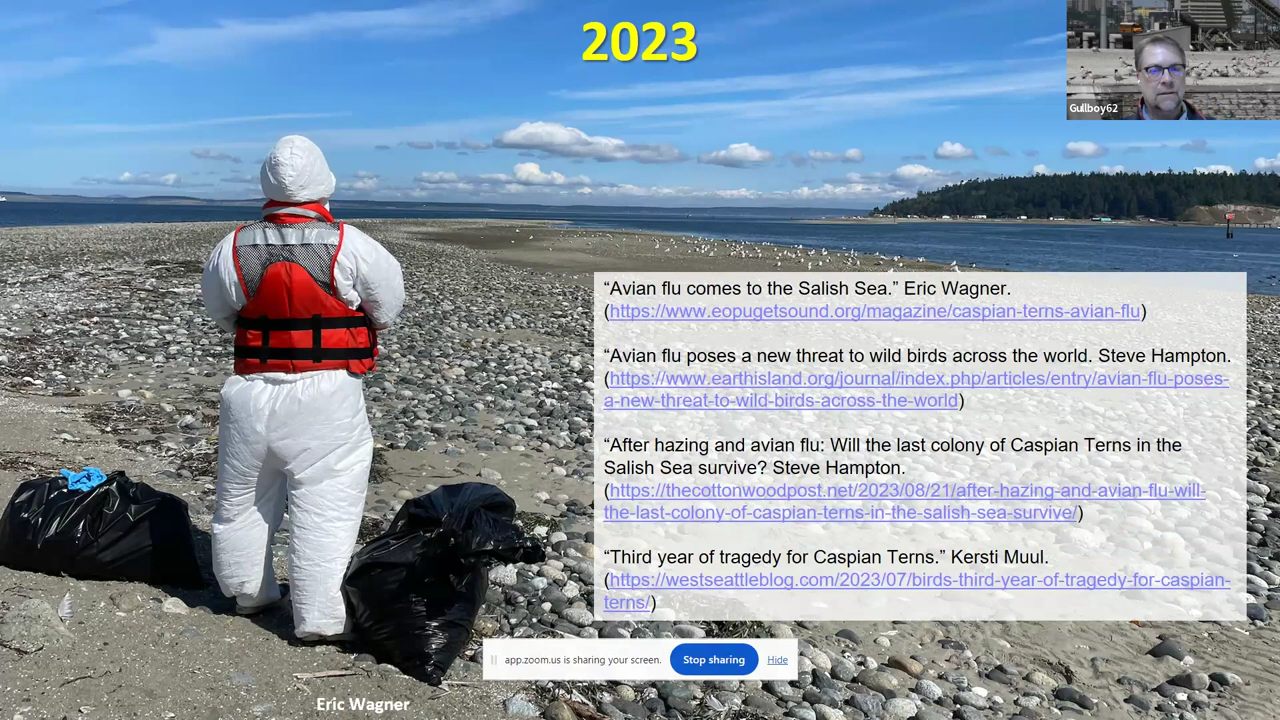 2023
Gullboy62
“Avian flu comes to the Salish Sea.” Eric Wagner.
(https://www.eopugetsound.org/magazine/caspian-terns-avian-flu)
“Avian flu poses a new threat to wild birds across the world. Steve Hampton.
(https://www.earthisland.org/journal/index.php/articles/entry/avian-flu-poses-
a-new-threat-to-wild-birds-across-the-world)
“After hazing and avian flu: Will the last colony of Caspian Terns in the
Salish Sea survive? Steve Hampton.
(https://thecottonwoodpost.net/2023/08/21/after-hazing-and-avian-flu-will-
the-last-colony-of-caspian-terns-in-the-salish-sea-survive/)
“Third year of tragedy for Caspian Terns.” Kersti Muul.
(https://westseattleblog.com/2023/07/birds-third-year-of-tragedy-for-caspian-
terns/)
app.zoom.us is sharing your screen. Stop sharing Hide
Eric Wagner